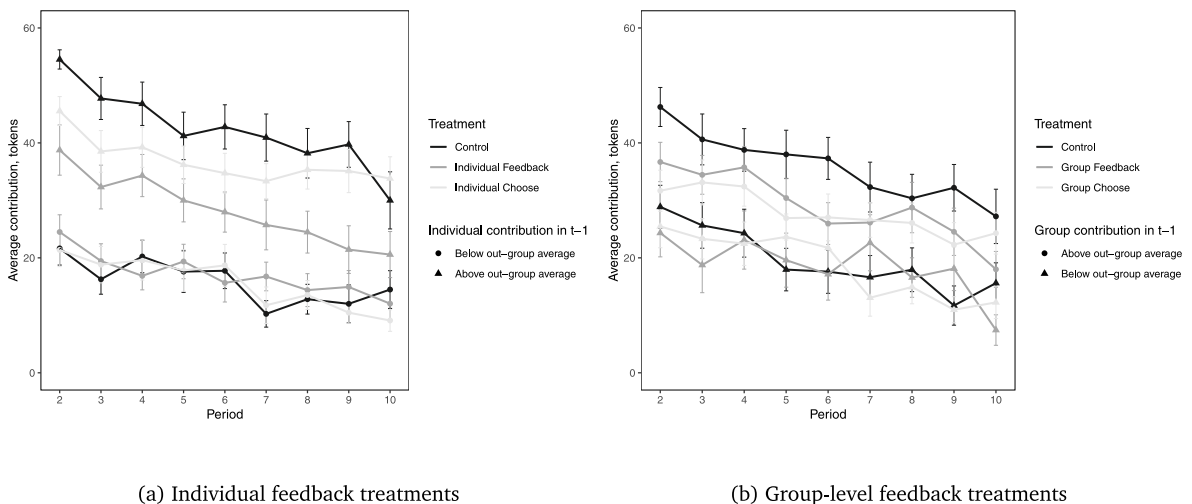 60
40
20
0
Average contribution, tokens
2 3 4 5 6 7 8 9 10
Period
Treatment
Control
Individual Feedback
Individual Choose
Individual contribution in t−1
Below out−group average
Above out−group average
(a) Individual feedback treatments
60
40
20
0
Average contribution, tokens
2 3 4 5 6 7 8 9 10
Period
Treatment
Control
Group Feedback
Group Choose
Group contribution in t−1
Above out−group average
Below out−group average
(b) Group-level feedback treatments